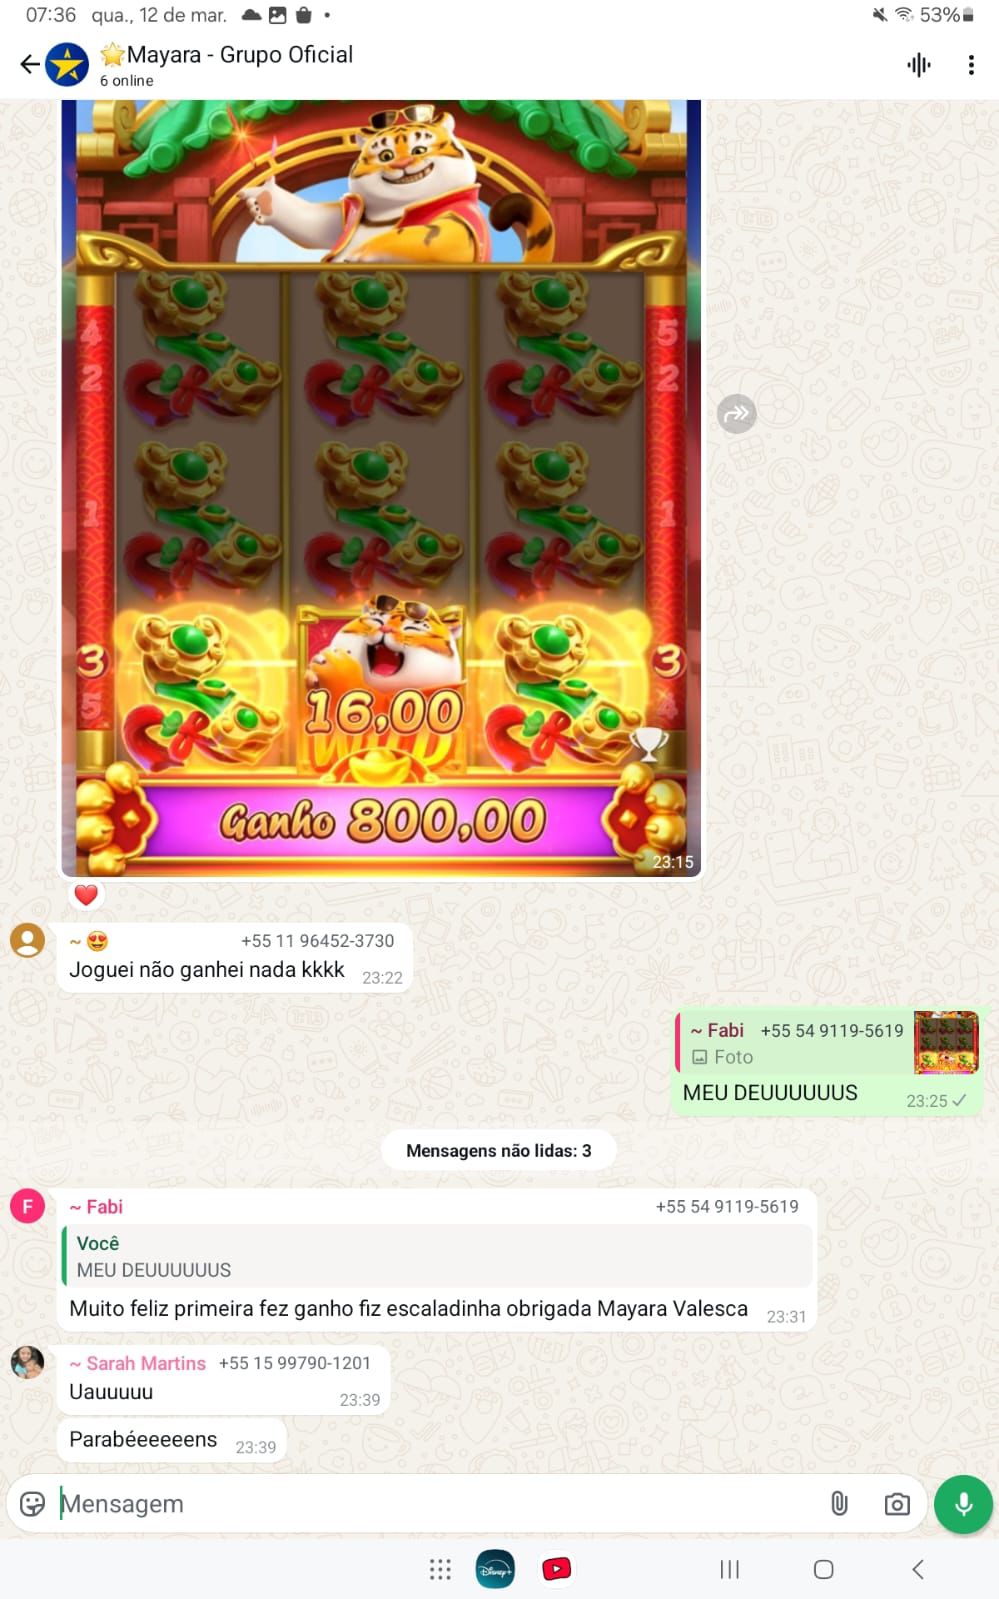 07:36 qua., 12 de mar.
53%
🌟Mayara - Grupo Oficial
6 online
4
5
2
2
1
1
3
3
5
4
16,00
WILD
Ganho 800,00
23:15
~ 😍 +55 11 96452-3730
Joguei não ganhei nada kkkk 23:22
~ Fabi +55 54 9119-5619
Foto
MEU DEUUUUUUS 23:25
Mensagens não lidas: 3
F
~ Fabi +55 54 9119-5619
Você
MEU DEUUUUUUS
Muito feliz primeira fez ganho fiz escaladinha obrigada Mayara Valesca 23:31
~ Sarah Martins +55 15 99790-1201
Uauuuuu 23:39
Parabéeeeeens 23:39
Mensagem
Disney+